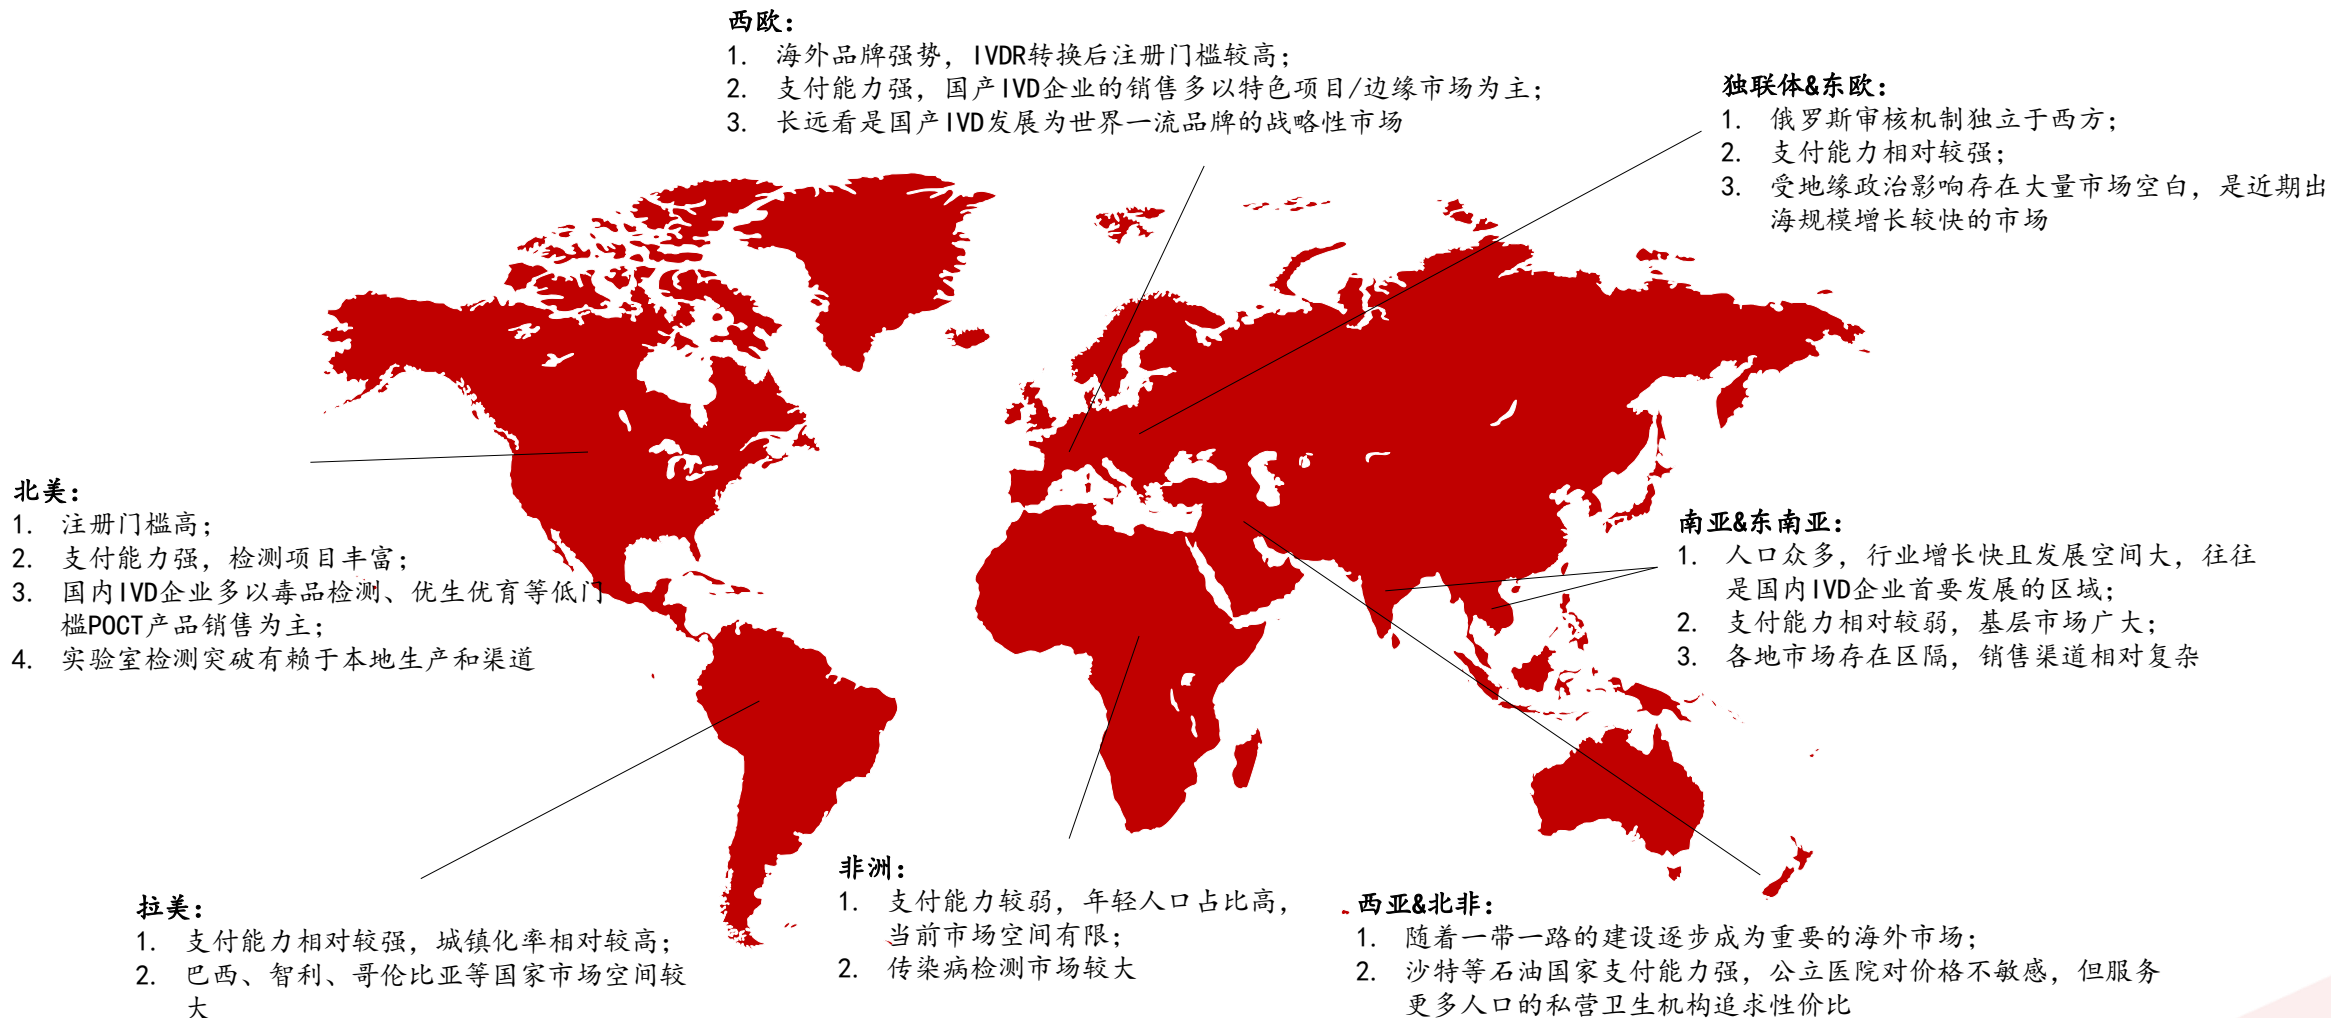 西欧：
1. 海外品牌强势，IVDR转换后注册门槛较高；
2. 支付能力强，国产IVD企业的销售多以特色项目/边缘市场为主；
3. 长远看是国产IVD发展为世界一流品牌的战略性市场
独联体&东欧：
1. 俄罗斯审核机制独立于西方；
2. 支付能力相对较强；
3. 受地缘政治影响存在大量市场空白，是近期出
海规模增长较快的市场
北美：
1. 注册门槛高；
2. 支付能力强，检测项目丰富；
3. 国内IVD企业多以毒品检测、优生优育等低门
槛POCT产品销售为主；
4. 实验室检测突破有赖于本地生产和渠道
南亚&东南亚：
1. 人口众多，行业增长快且发展空间大，往往
是国内IVD企业首要发展的区域；
2. 支付能力相对较弱，基层市场广大；
3. 各地市场存在区隔，销售渠道相对复杂
拉美：
1. 支付能力相对较强，城镇化率相对较高；
2. 巴西、智利、哥伦比亚等国家市场空间较
大
非洲：
1. 支付能力较弱，年轻人口占比高，
当前市场空间有限；
2. 传染病检测市场较大
西亚&北非：
1. 随着一带一路的建设逐步成为重要的海外市场；
2. 沙特等石油国家支付能力强，公立医院对价格不敏感，但服务
更多人口的私营卫生机构追求性价比